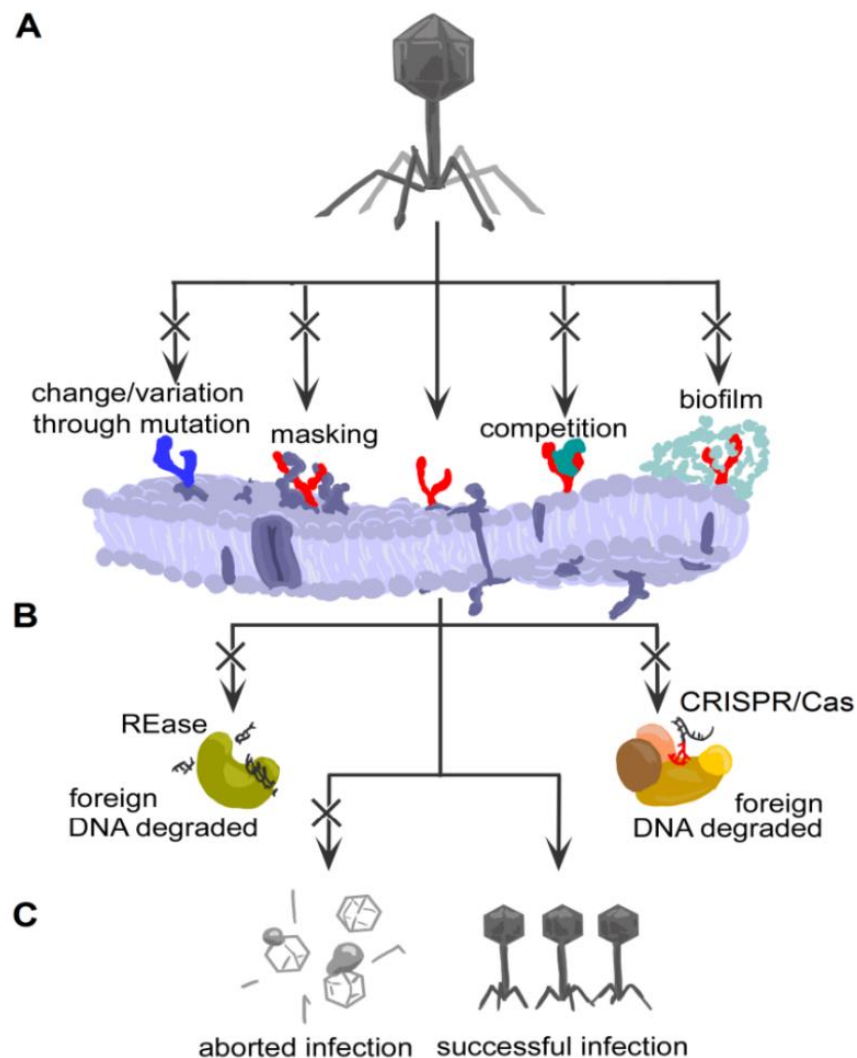 A
change/variation
through mutation
masking
competition
biofilm
B
REase
foreign
DNA degraded
CRISPR/Cas
foreign
DNA degraded
C
aborted infection
successful infection